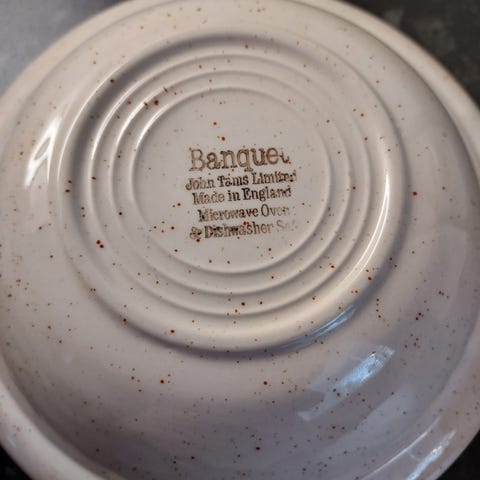 Banquet
John Tams Limited
Made in England
Microwave Oven
& Dishwasher Safe